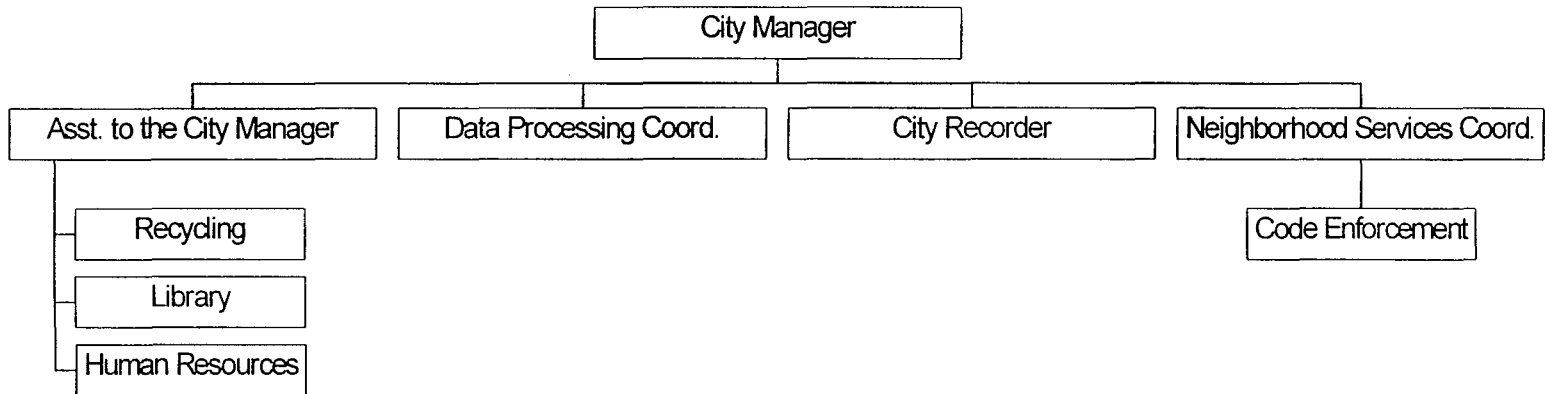 City Manager
Asst. to the City Manager
Data Processing Coord.
City Recorder
Neighborhood Services Coord.
Recycling
Library
Human Resources
Code Enforcement